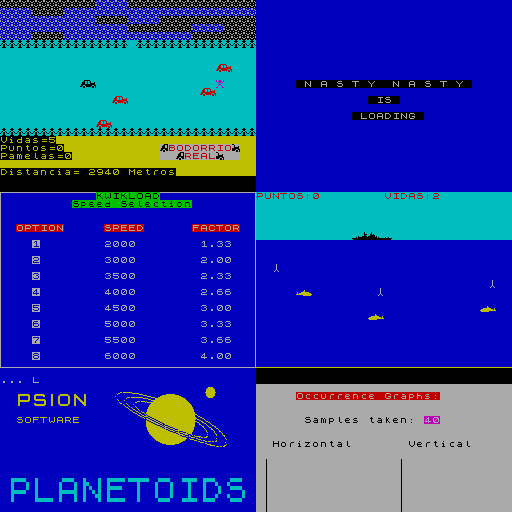 Vidas=5
Puntos=0
Pamelas=0
BODORRIO
REAL
Distancia= 2940 Metros
NASTY NASTY
IS
LOADING
KWIKLOAD
Speed Selection
OPTION SPEED FACTOR
1 2000 1.33
2 3000 2.00
3 3500 2.33
4 4000 2.66
5 4500 3.00
6 5000 3.33
7 5500 3.66
8 6000 4.00
PUNTOS:0 VIDAS:2
... L
PSION
SOFTWARE
PLANETOIDS
Occurrence Graphs:
Samples taken: 40
Horizontal Vertical